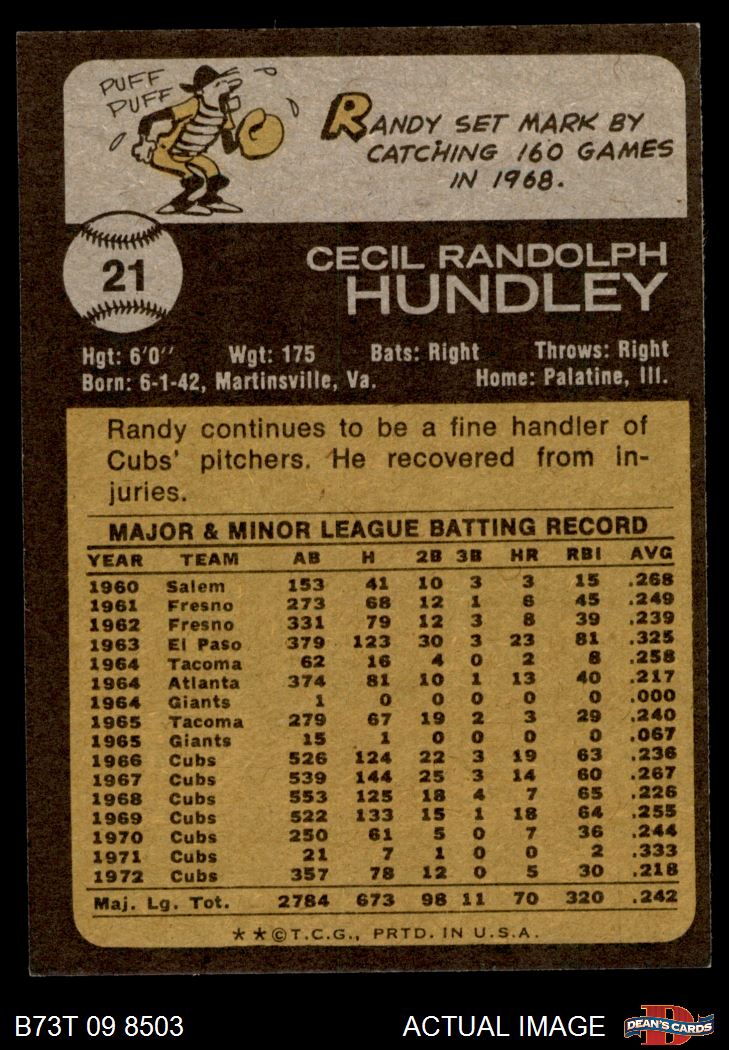 PUFF
PUFF
RANDY SET MARK BY
CATCHING 160 GAMES
IN 1968.
21
CECIL RANDOLPH
HUNDLEY
Hgt: 6'0'' Wgt: 175 Bats: Right Throws: Right
Born: 6-1-42, Martinsville, Va. Home: Palatine, Ill.
Randy continues to be a fine handler of
Cubs' pitchers. He recovered from in-
juries.
MAJOR & MINOR LEAGUE BATTING RECORD
YEAR TEAM AB H 2B 3B HR RBI AVG
1960 Salem 153 41 10 3 3 15 .268
1961 Fresno 273 68 12 1 6 45 .249
1962 Fresno 331 79 12 3 8 39 .239
1963 El Paso 379 123 30 3 23 81 .325
1964 Tacoma 62 16 4 0 2 8 .258
1964 Atlanta 374 81 10 1 13 40 .217
1964 Giants 1 0 0 0 0 0 .000
1965 Tacoma 279 67 19 2 3 29 .240
1965 Giants 15 1 0 0 0 0 .067
1966 Cubs 526 124 22 3 19 63 .236
1967 Cubs 539 144 25 3 14 60 .267
1968 Cubs 553 125 18 4 7 65 .226
1969 Cubs 522 133 15 1 18 64 .255
1970 Cubs 250 61 5 0 7 36 .244
1971 Cubs 21 7 1 0 0 2 .333
1972 Cubs 357 78 12 0 5 30 .218
Maj. Lg. Tot. 2784 673 98 11 70 320 .242
★★©T.C.G., PRTD. IN U.S.A.
B73T 09 8503 ACTUAL IMAGE
D
DEAN'S CARDS